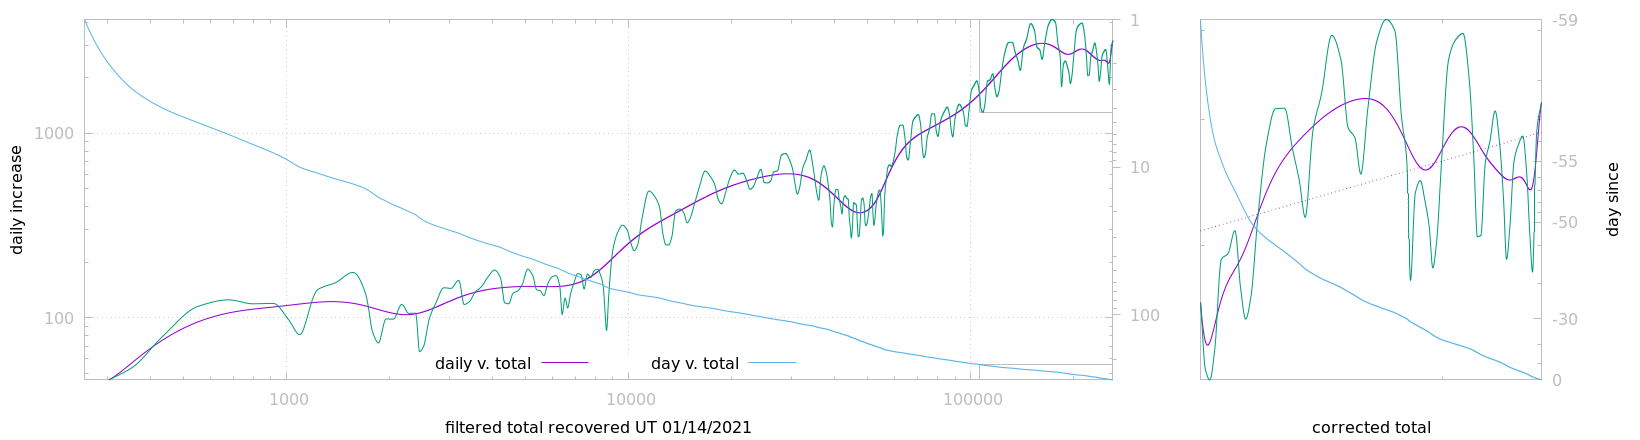 1
-59
1000
10
-55
-50
daily increase
day since
100
100
-30
daily v. total
day v. total
0
1000
10000
100000
filtered total recovered UT 01/14/2021
corrected total